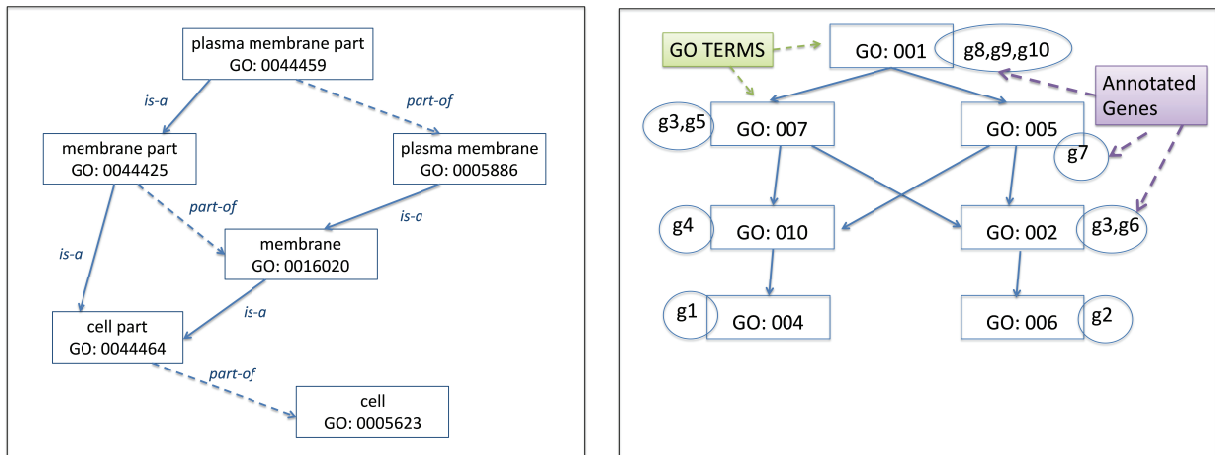 plasma membrane part
GO: 0044459
is-a
pcrt-of
membrane part
GO: 0044425
plasma membrane
GO: 0005886
part-of
is-c
is-a
membrane
GO: 0016020
is-a
cell part
GO: 0044464
part-of
cell
GO: 0005623
GO TERMS
GO: 001
g8,g9,g10
Annotated
Genes
g3,g5
GO: 007
GO: 005
g7
g4
GO: 010
GO: 002
g3,g6
g1
GO: 004
GO: 006
g2